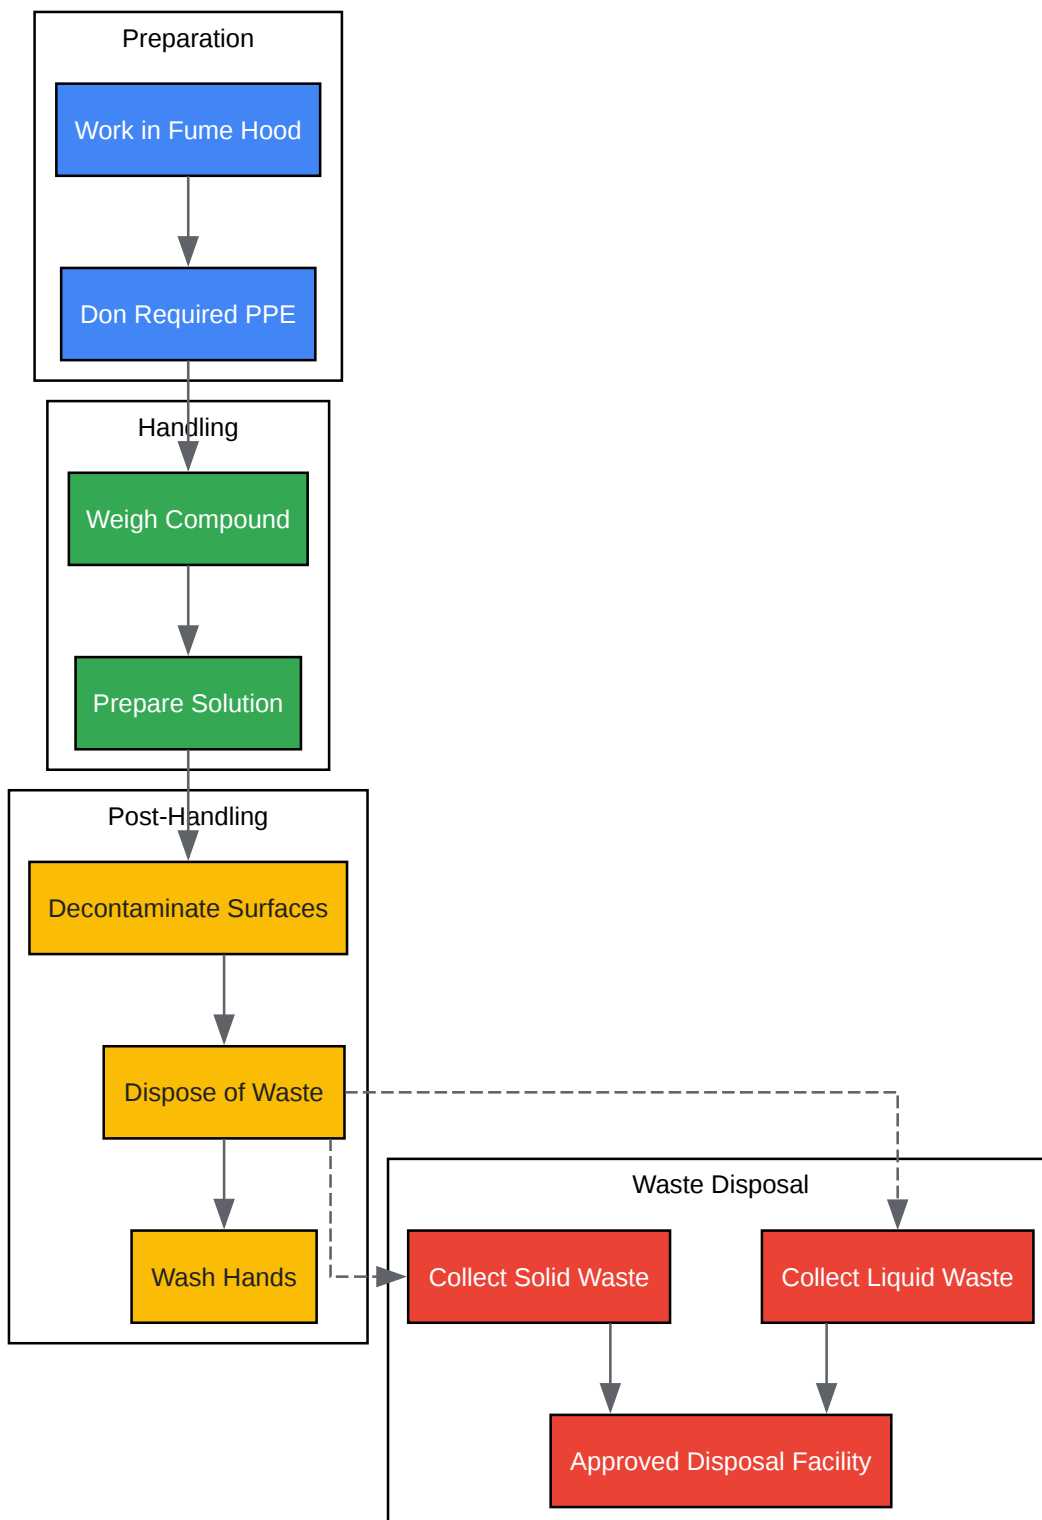 Preparation
Work in Fume Hood
Don Required PPE
Handling
Weigh Compound
Prepare Solution
Post-Handling
Decontaminate Surfaces
Dispose of Waste
Wash Hands
Waste Disposal
Collect Solid Waste
Collect Liquid Waste
Approved Disposal Facility